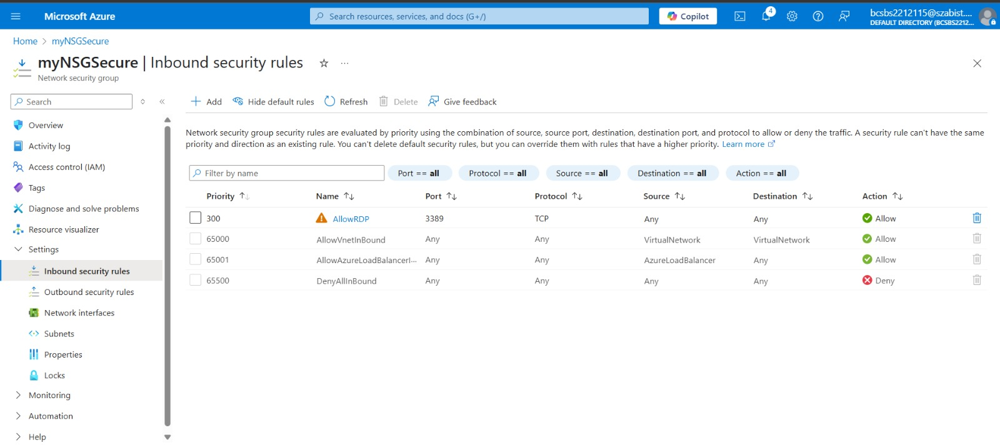 Microsoft Azure
Search resources, services, and docs (G+/)
Copilot
4
bcsbs2212115@szabist....
DEFAULT DIRECTORY (BCSBS2212...
Home > myNSGSecure
myNSGSecure | Inbound security rules
Network security group
Search
Add
Hide default rules
Refresh
Delete
Give feedback
Overview
Activity log
Access control (IAM)
Tags
Diagnose and solve problems
Resource visualizer
Settings
Inbound security rules
Outbound security rules
Network interfaces
Subnets
Properties
Locks
Monitoring
Automation
Help
Network security group security rules are evaluated by priority using the combination of source, source port, destination, destination port, and protocol to allow or deny the traffic. A security rule can't have the same
priority and direction as an existing rule. You can't delete default security rules, but you can override them with rules that have a higher priority. Learn more
Filter by name
Port == all
Protocol == all
Source == all
Destination == all
Action == all
Priority ↑↓ Name ↑↓ Port ↑↓ Protocol ↑↓ Source ↑↓ Destination ↑↓ Action ↑↓
300 AllowRDP 3389 TCP Any Any Allow
65000 AllowVnetInBound Any Any VirtualNetwork VirtualNetwork Allow
65001 AllowAzureLoadBalancerI... Any Any AzureLoadBalancer Any Allow
65500 DenyAllInBound Any Any Any Any Deny